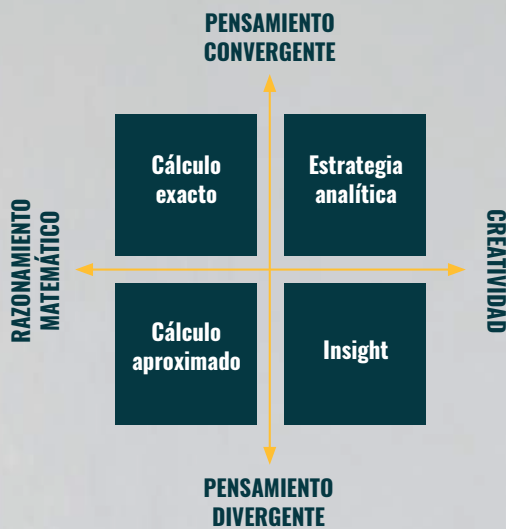 PENSAMIENTO
CONVERGENTE
Cálculo
exacto
Estrategia
analítica
RAZONAMIENTO
MATEMÁTICO
CREATIVIDAD
Cálculo
aproximado
Insight
PENSAMIENTO
DIVERGENTE